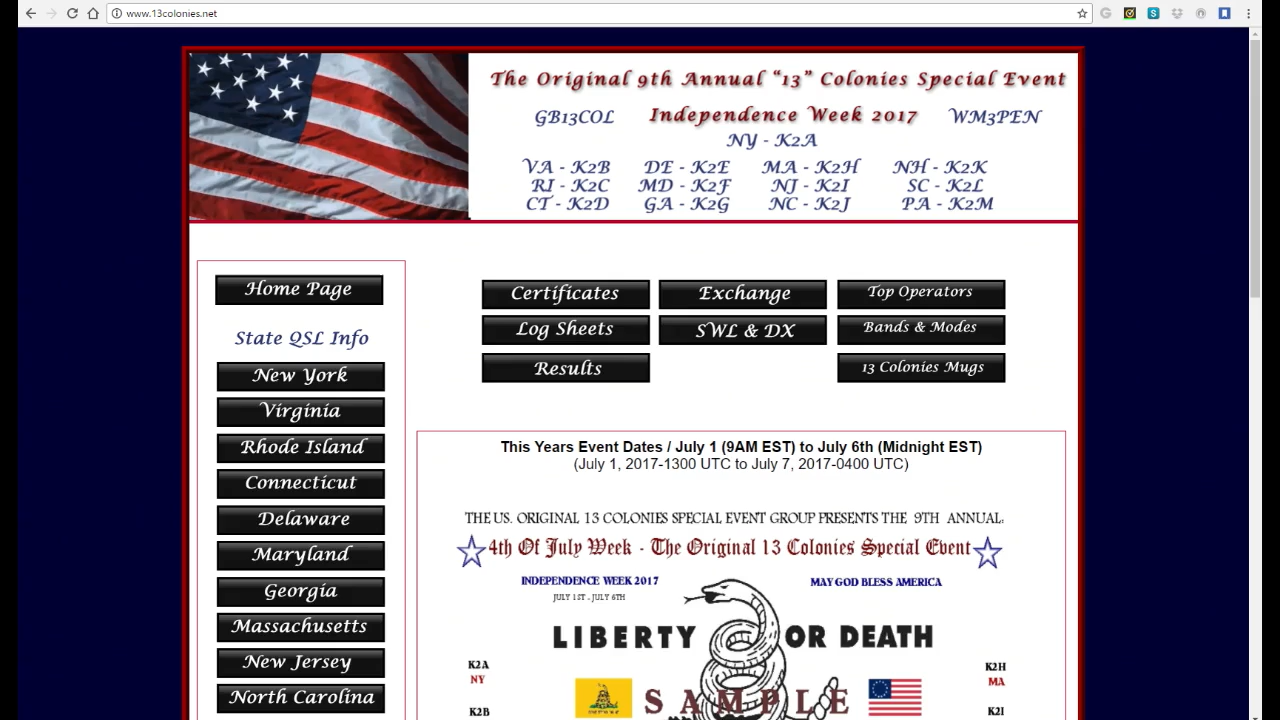 www.13colonies.net
The Original 9th Annual "13" Colonies Special Event
GB13COL Independence Week 2017 WM3PEN
NY - K2A
VA - K2B DE - K2E MA - K2H NH - K2K
RI - K2C MD - K2F NJ - K2I SC - K2L
CT - K2D GA - K2G NC - K2J PA - K2M
Home Page
State QSL Info
New York
Virginia
Rhode Island
Connecticut
Delaware
Maryland
Georgia
Massachusetts
New Jersey
North Carolina
Certificates Exchange Top Operators
Log Sheets SWL & DX Bands & Modes
Results 13 Colonies Mugs
This Years Event Dates / July 1 (9AM EST) to July 6th (Midnight EST)
(July 1, 2017-1300 UTC to July 7, 2017-0400 UTC)
THE US. ORIGINAL 13 COLONIES SPECIAL EVENT GROUP PRESENTS THE 9TH ANNUAL:
4th Of July Week - The Original 13 Colonies Special Event
INDEPENDENCE WEEK 2017 MAY GOD BLESS AMERICA
JULY 1ST - JULY 6TH
LIBERTY OR DEATH
K2A K2H
NY MA
SAMPLE
K2B K2I